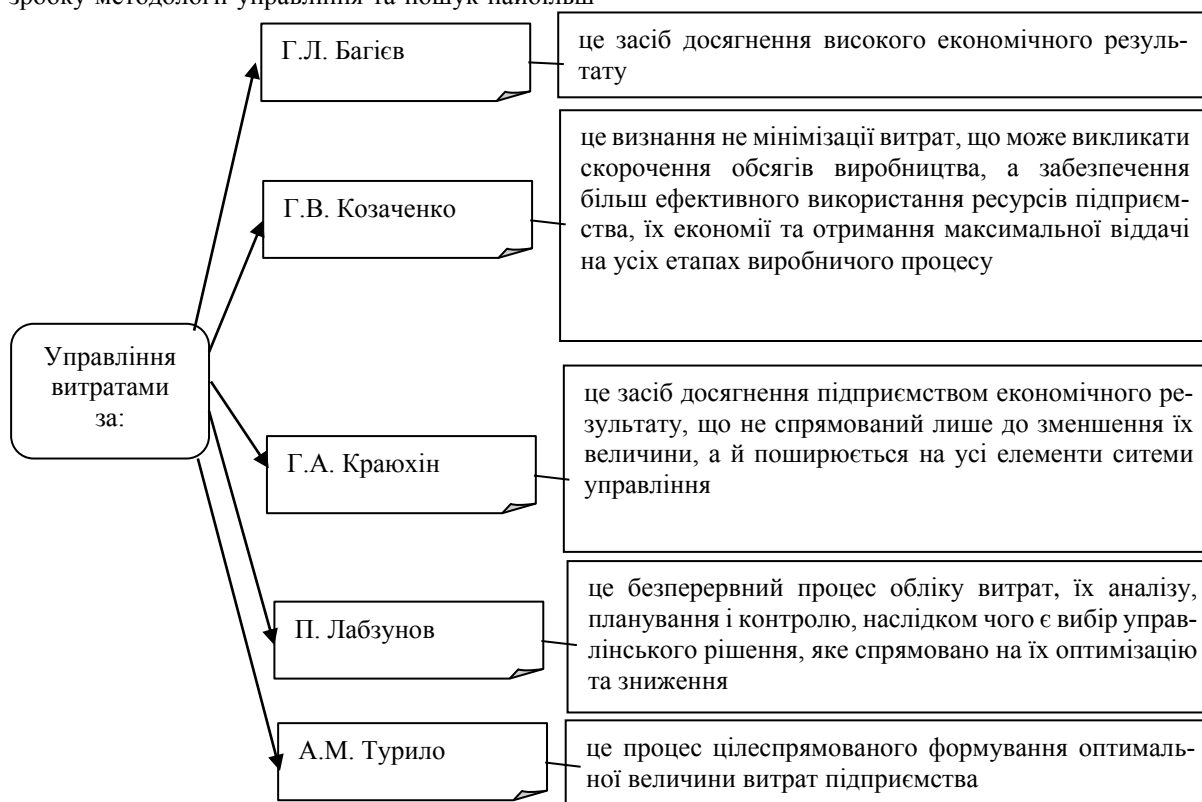 зробку методології управління та пошук найбільш
Г.Л. Багієв
це засіб досягнення високого економічного резуль-
тату
Г.В. Козаченко
це визнання не мінімізації витрат, що може викликати
скорочення обсягів виробництва, а забезпечення
більш ефективного використання ресурсів підприєм-
ства, їх економії та отримання максимальної віддачі
на усіх етапах виробничого процесу
Управління
витратами
за:
Г.А. Краюхін
це засіб досягнення підприємством економічного ре-
зультату, що не спрямований лише до зменшення їх
величини, а й поширюється на усі елементи ситеми
управління
П. Лабзунов
це безперервний процес обліку витрат, їх аналізу,
планування і контролю, наслідком чого є вибір управ-
лінського рішення, яке спрямовано на їх оптимізацію
та зниження
А.М. Турило
це процес цілеспрямованого формування оптималь-
ної величини витрат підприємства